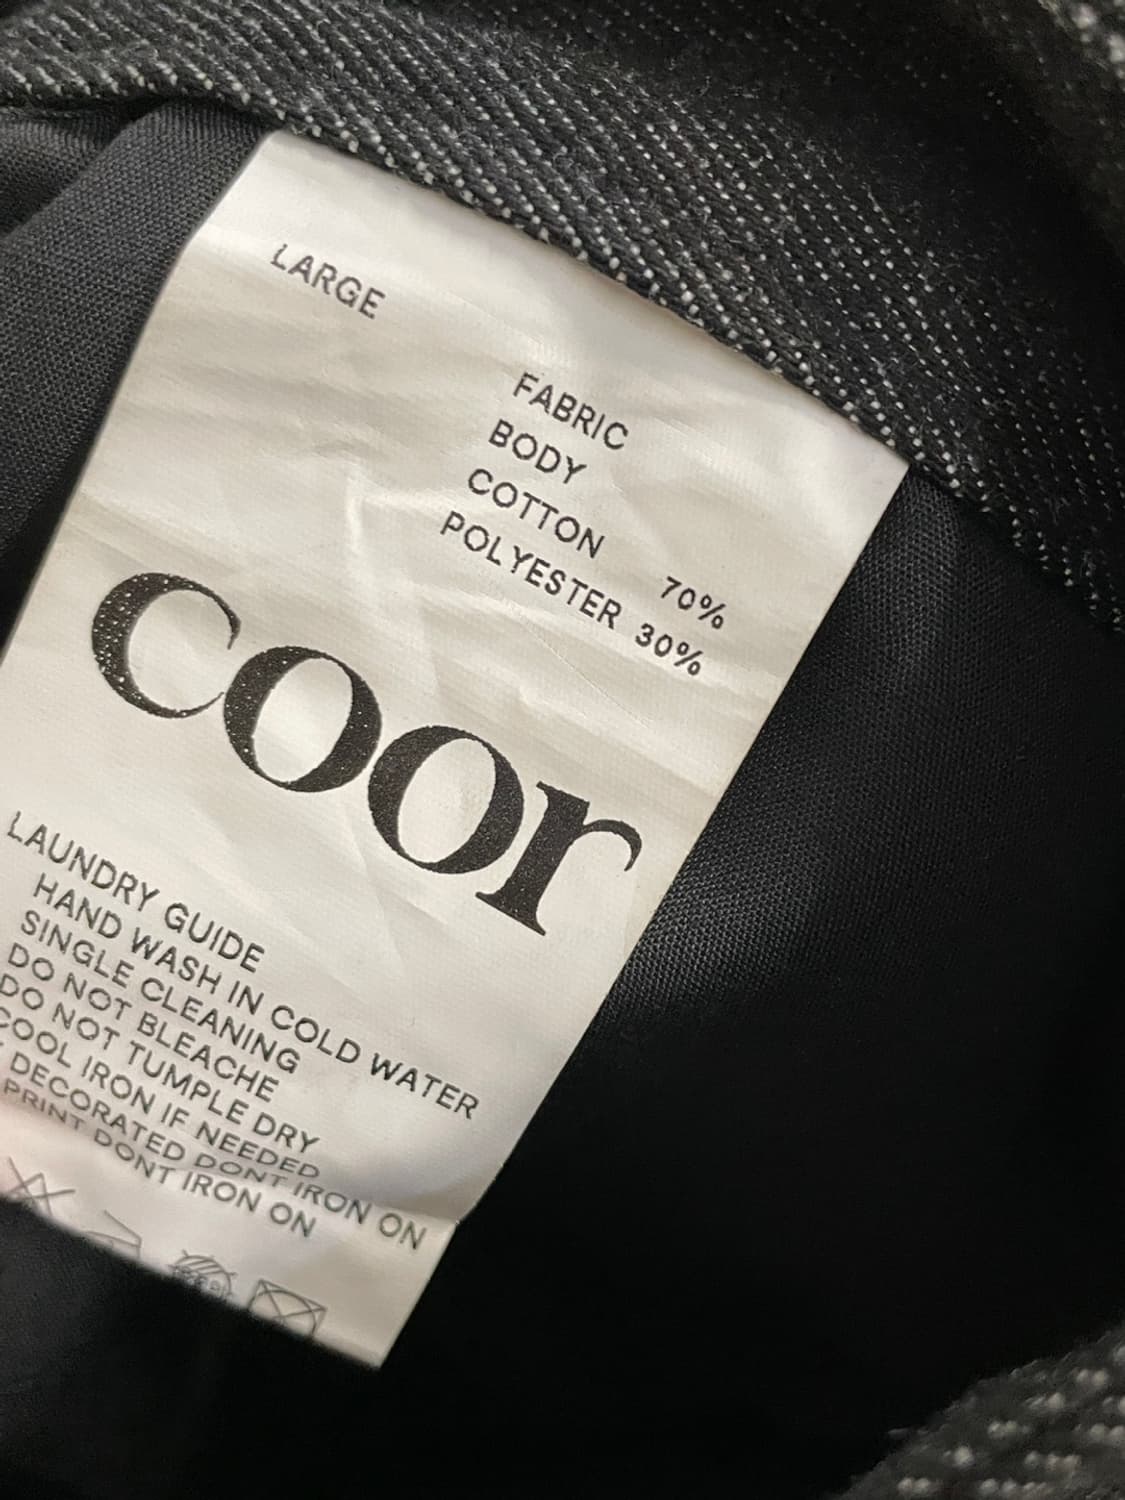 LARGE
FABRIC
BODY
COTTON 70%
POLYESTER 30%
coor
LAUNDRY GUIDE
HAND WASH IN COLD WATER
SINGLE CLEANING
DO NOT BLEACHE
DO NOT TUMPLE DRY
COOL IRON IF NEEDED
DECORATED DONT IRON ON
PRINT DONT IRON ON